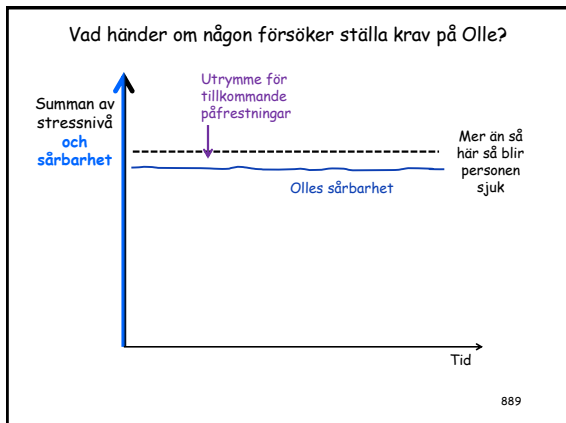 Vad händer om någon försöker ställa krav på Olle?
Utrymme för
tillkommande
påfrestningar
Summan av
stressnivå
och
sårbarhet
Mer än så
här så blir
personen
sjuk
Olles sårbarhet
Tid
889